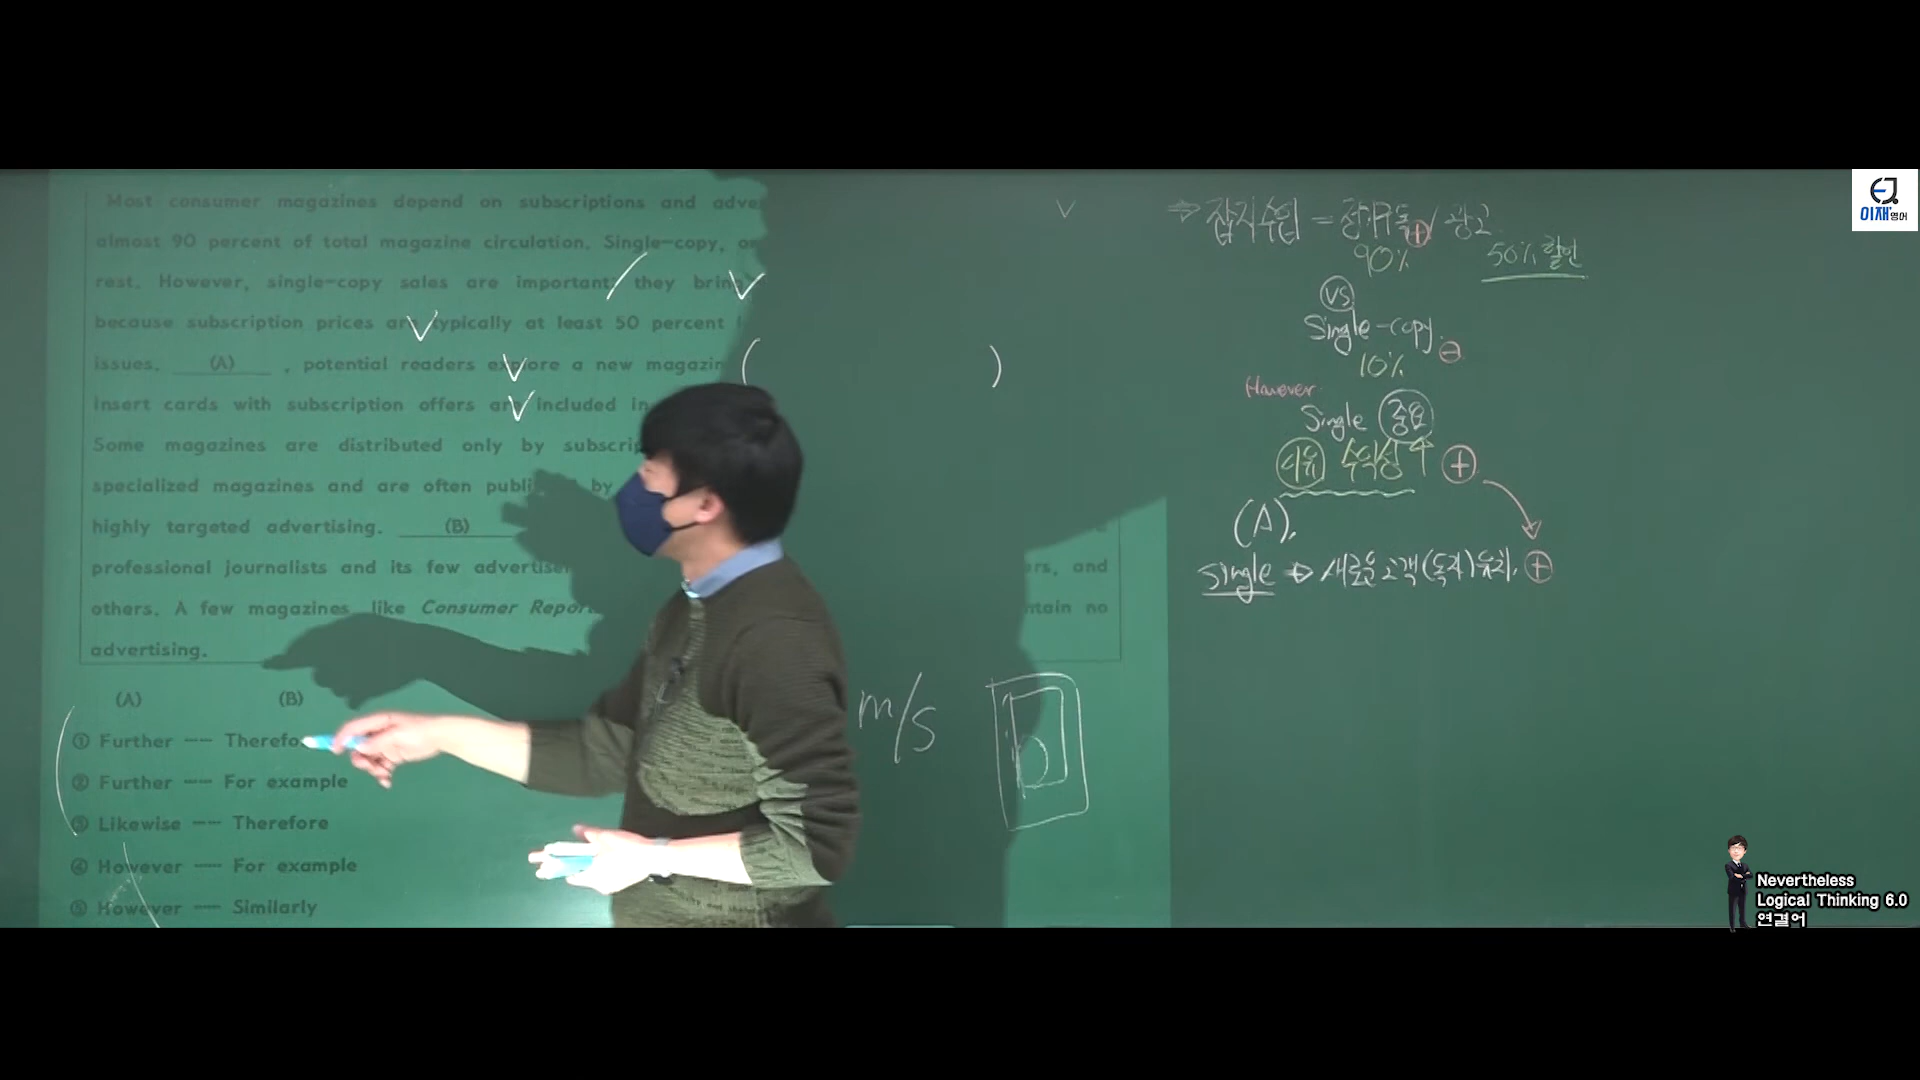 Most consumer magazines depend on subscriptions and adve
almost 90 percent of total magazine circulation. Single-copy, o
rest. However, single-copy sales are important: they bring
because subscription prices are typically at least 50 percent
issues. (A) , potential readers explore a new magazin
insert cards with subscription offers are included in
Some magazines are distributed only by subscrip
specialized magazines and are often publi by
highly targeted advertising. (B)
professional journalists and its few advertise ers, and
others. A few magazines, like Consumer Repor ntain no
advertising.
(A) (B)
① Further ---- Therefo
② Further ---- For example
③ Likewise ---- Therefore
④ However ---- For example
⑤ However ---- Similarly
m/s
⇒ 잡지수입 = 정기구독 ⊕ / 광고
90% 50% 할인
VS
Single-copy ⊖
10%
However
Single 중요
이유 수익성↑ ⊕
(A),
Single ⇒ 새로운 고객(독자) 유치. ⊕
EJ
이재영어
Nevertheless
Logical Thinking 6.0
연결어